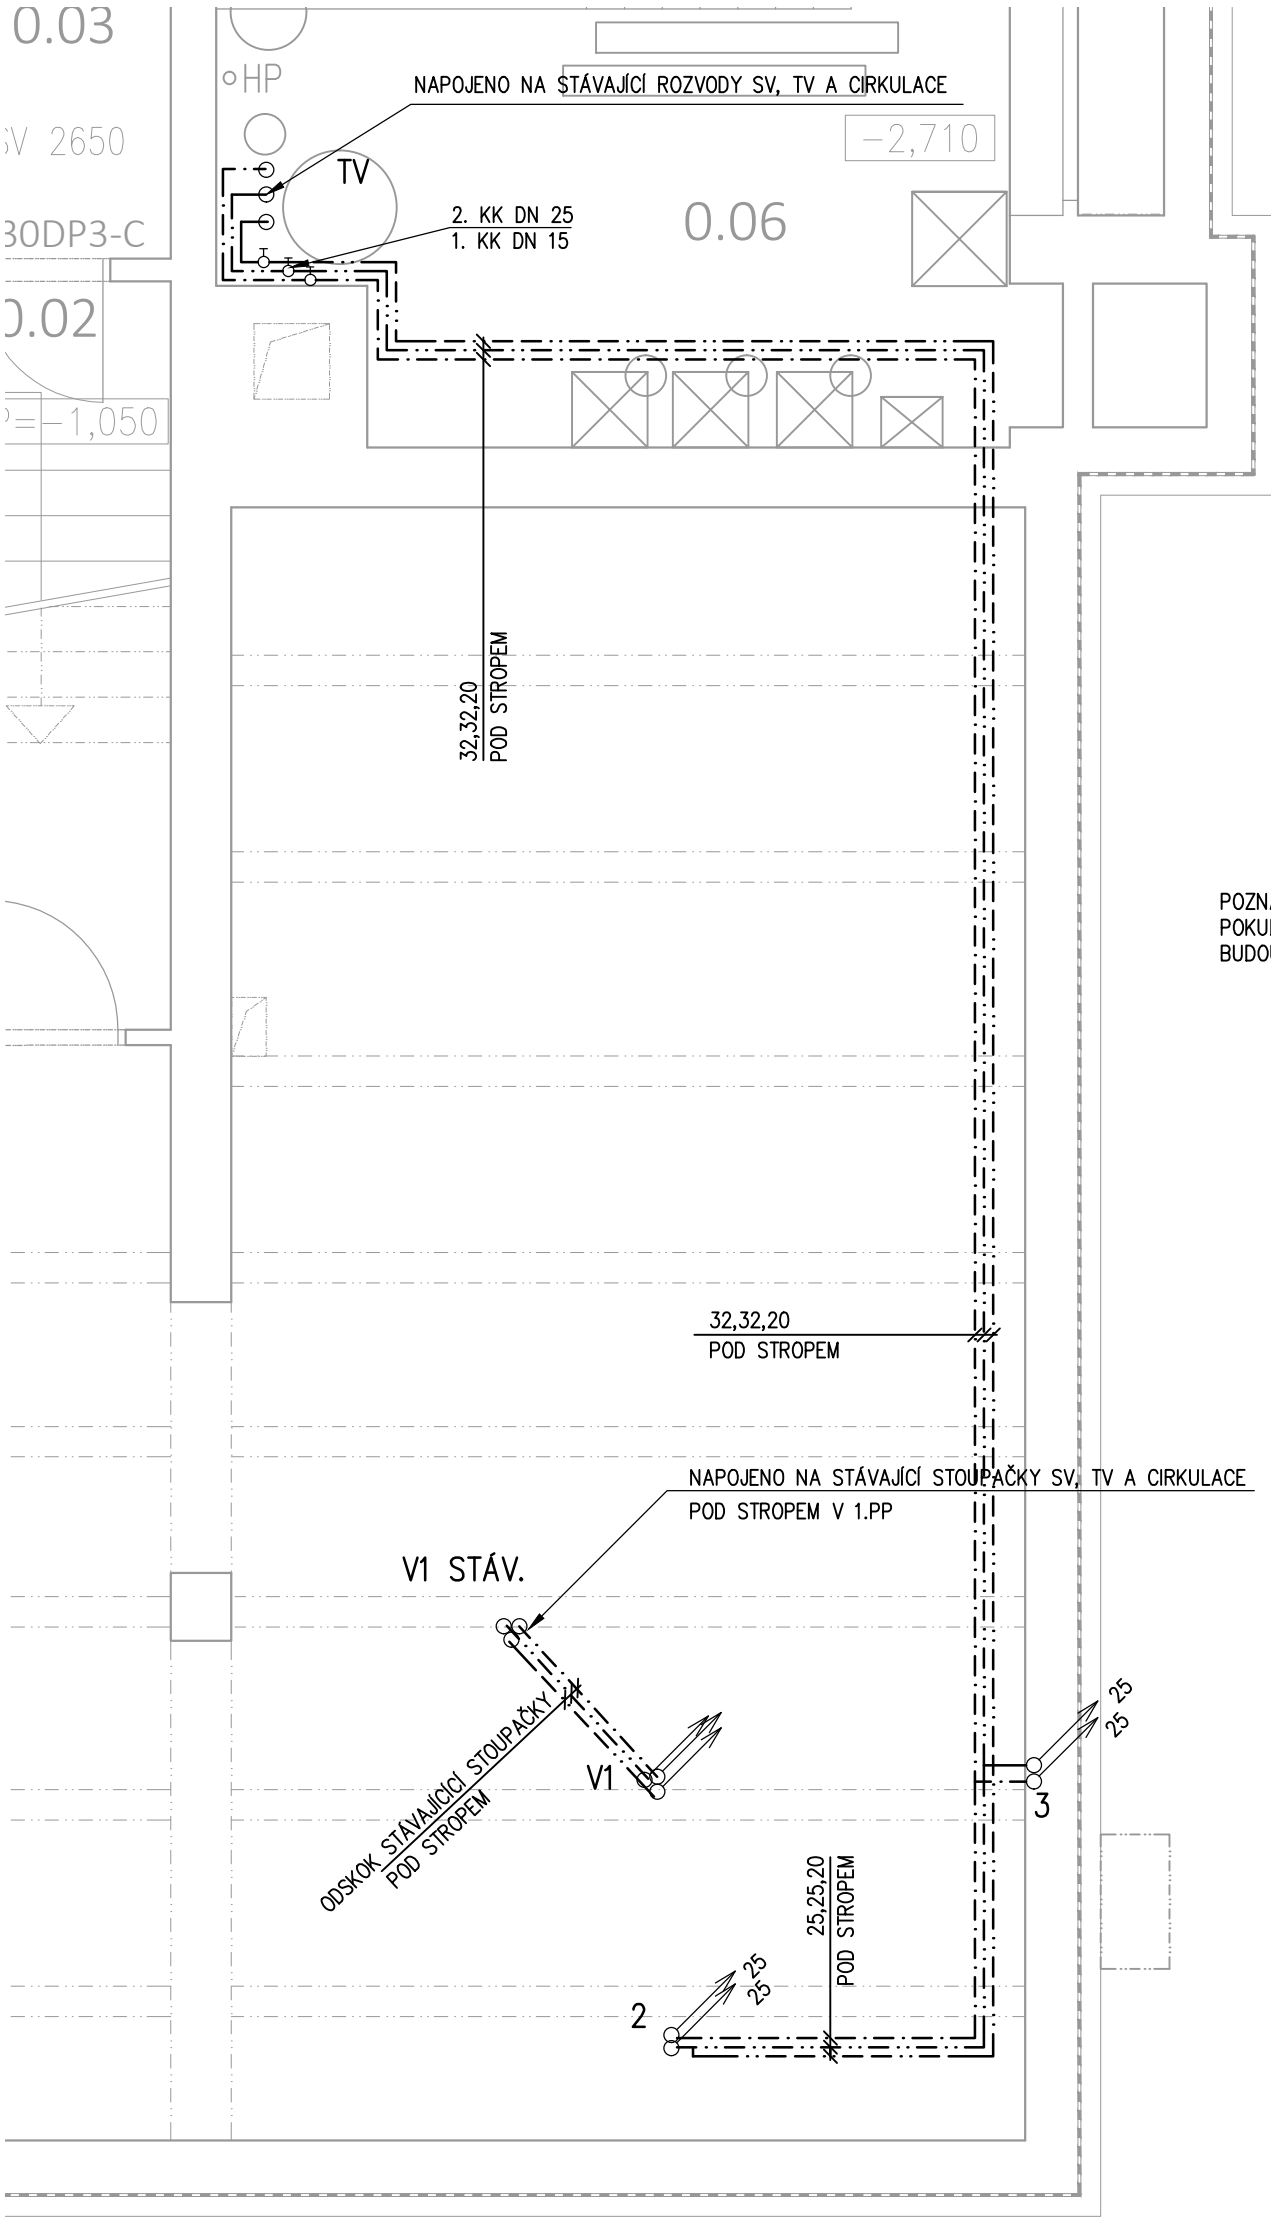 0.03
HP
NAPOJENO NA STÁVAJÍCÍ ROZVODY SV, TV A CIRKULACE
SV 2650
-2,710
TV
2. KK DN 25
1. KK DN 15
0.06
30DP3-C
0.02
P=-1,050
32,32,20
POD STROPEM
POZN
POKU
BUDO
32,32,20
POD STROPEM
NAPOJENO NA STÁVAJÍCÍ STOUPAČKY SV, TV A CIRKULACE
POD STROPEM V 1.PP
V1 STÁV.
ODSKOK STÁVAJÍCÍCÍ STOUPAČKY
POD STROPEM
V1
25
25
3
25,25,20
POD STROPEM
2
25
25